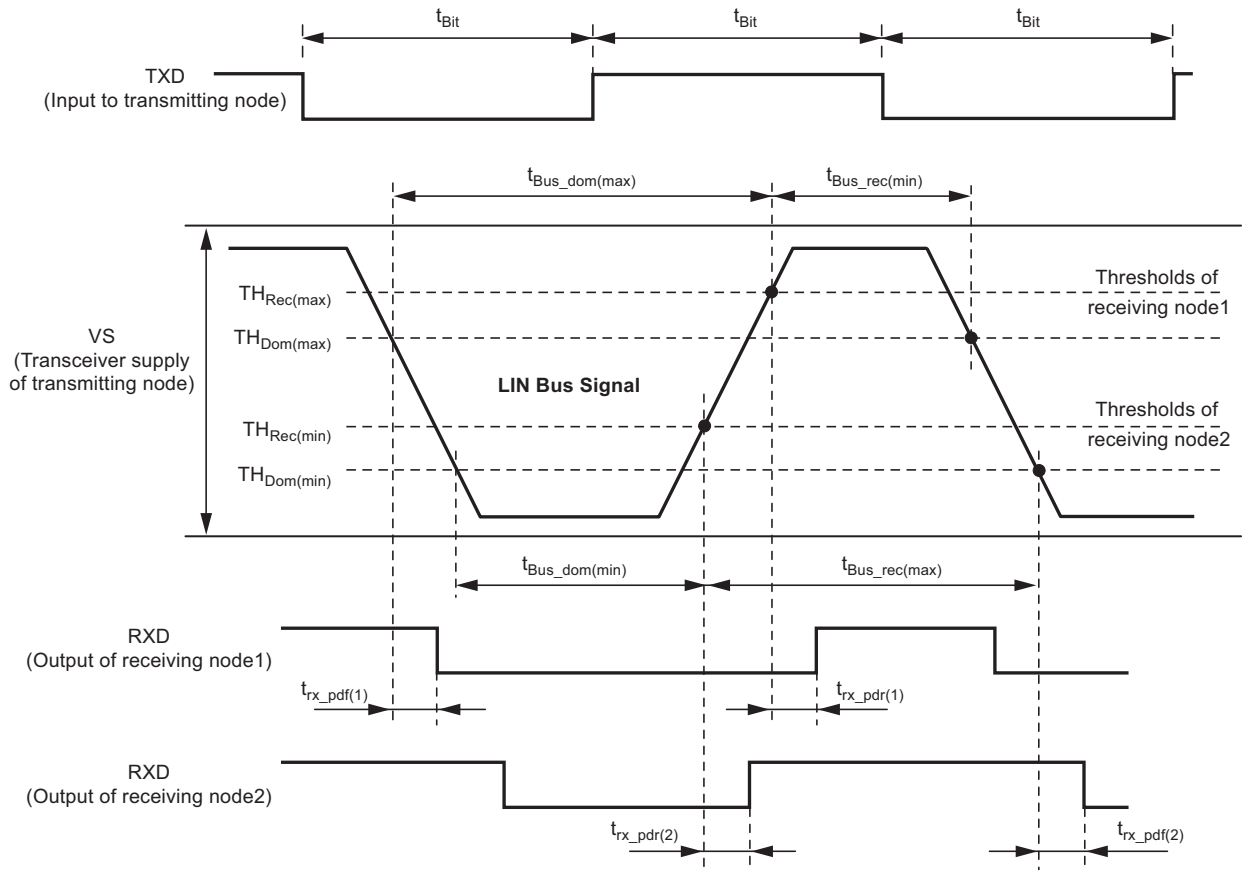 tBit
tBit
tBit
TXD
(Input to transmitting node)
tBus_dom(max)
tBus_rec(min)
THRec(max)
Thresholds of
receiving node1
THDom(max)
VS
(Transceiver supply
of transmitting node)
LIN Bus Signal
THRec(min)
Thresholds of
receiving node2
THDom(min)
tBus_dom(min)
tBus_rec(max)
RXD
(Output of receiving node1)
trx_pdf(1)
trx_pdr(1)
RXD
(Output of receiving node2)
trx_pdr(2)
trx_pdf(2)